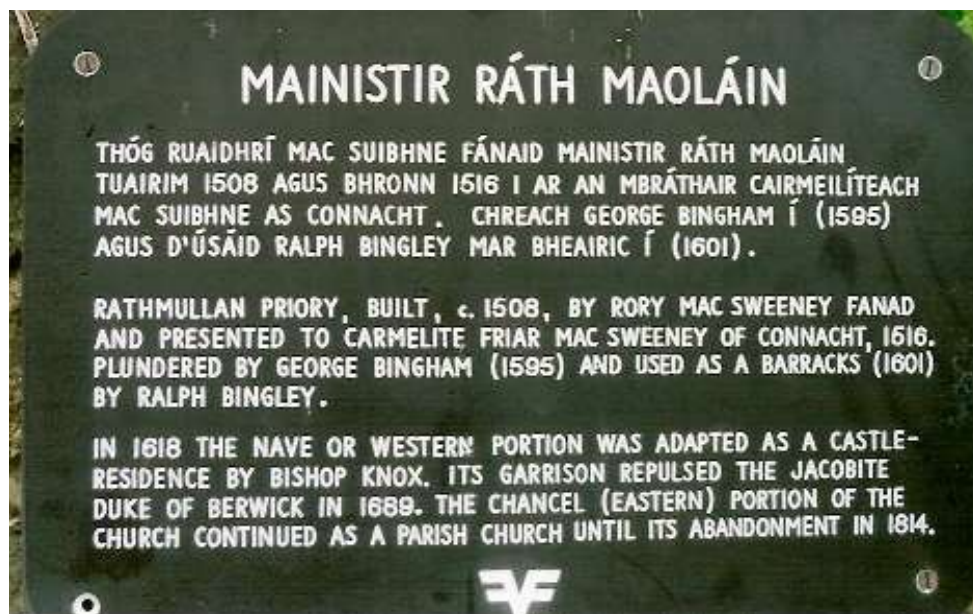 MAINISTIR RÁTH MAOLÁIN
THÓG RUAIDHRÍ MAC SUIBHNE FÁNAID MAINISTIR RÁTH MAOLÁIN
TUAIRIM 1508 AGUS BHRONN 1516 I AR AN MBRÁTHAIR CAIRMEILÍTEACH
MAC SUIBHNE AS CONNACHT. CHREACH GEORGE BINGHAM Í (1595)
AGUS D'ÚSÁID RALPH BINGLEY MAR BHEAIRIC Í (1601).
RATHMULLAN PRIORY, BUILT, c. 1508, BY RORY MAC SWEENEY FANAD
AND PRESENTED TO CARMELITE FRIAR MAC SWEENEY OF CONNACHT, 1516.
PLUNDERED BY GEORGE BINGHAM (1595) AND USED AS A BARRACKS (1601)
BY RALPH BINGLEY.
IN 1618 THE NAVE OR WESTERN PORTION WAS ADAPTED AS A CASTLE-
RESIDENCE BY BISHOP KNOX. ITS GARRISON REPULSED THE JACOBITE
DUKE OF BERWICK IN 1689. THE CHANCEL (EASTERN) PORTION OF THE
CHURCH CONTINUED AS A PARISH CHURCH UNTIL ITS ABANDONMENT IN 1814.